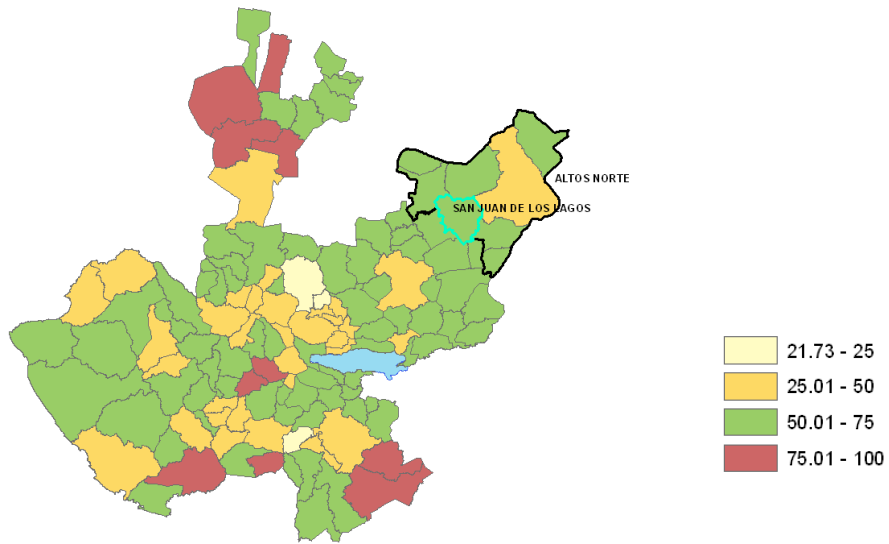 ALTOS NORTE
SAN JUAN DE LOS LAGOS
21.73 - 25
25.01 - 50
50.01 - 75
75.01 - 100